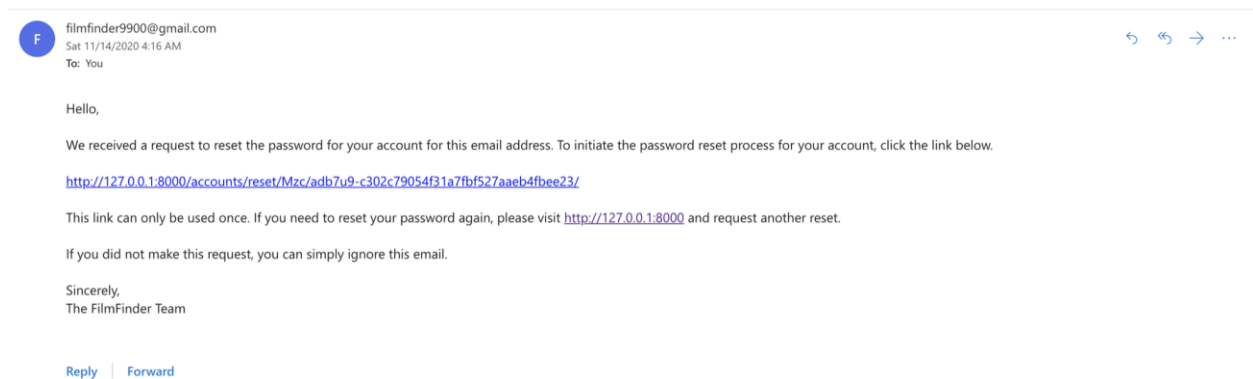 F
filmfinder9900@gmail.com
Sat 11/14/2020 4:16 AM
To: You
Hello,
We received a request to reset the password for your account for this email address. To initiate the password reset process for your account, click the link below.
http://127.0.0.1:8000/accounts/reset/Mzc/adb7u9-c302c79054f31a7fbf527aaeb4fbee23/
This link can only be used once. If you need to reset your password again, please visit http://127.0.0.1:8000 and request another reset.
If you did not make this request, you can simply ignore this email.
Sincerely,
The FilmFinder Team
Reply Forward